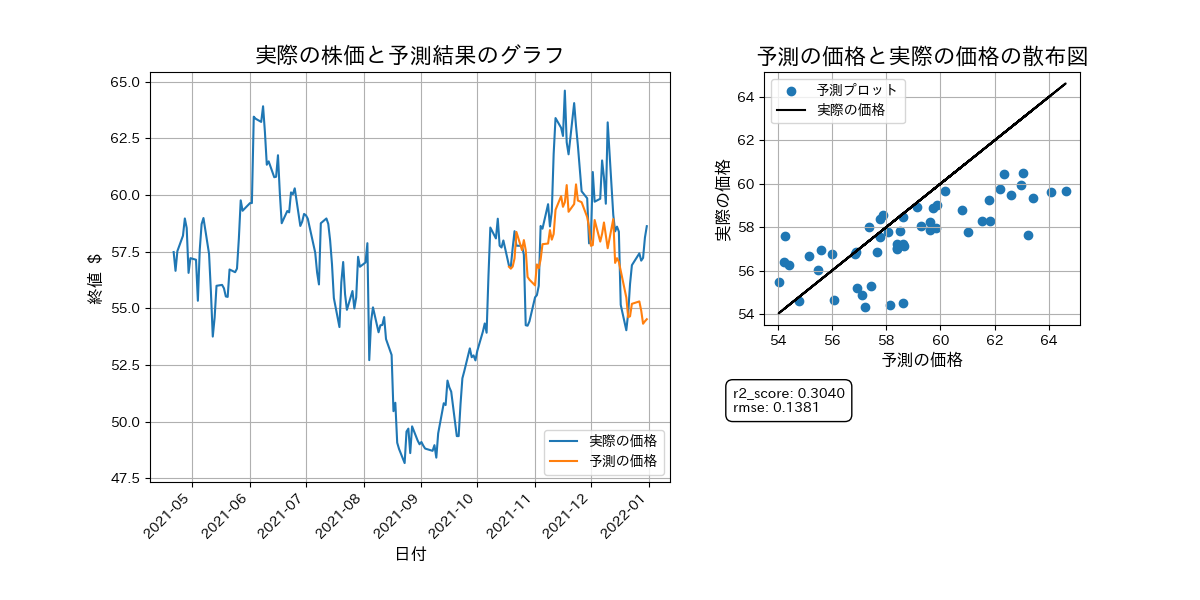 実際の株価と予測結果のグラフ
終値 $
65.0
62.5
60.0
57.5
55.0
52.5
50.0
47.5
2021-05
2021-06
2021-07
2021-08
2021-09
2021-10
2021-11
2021-12
2022-01
日付
実際の価格
予測の価格
予測の価格と実際の価格の散布図
実際の価格
64
62
60
58
56
54
54
56
58
60
62
64
予測の価格
予測プロット
実際の価格
r2_score: 0.3040
rmse: 0.1381